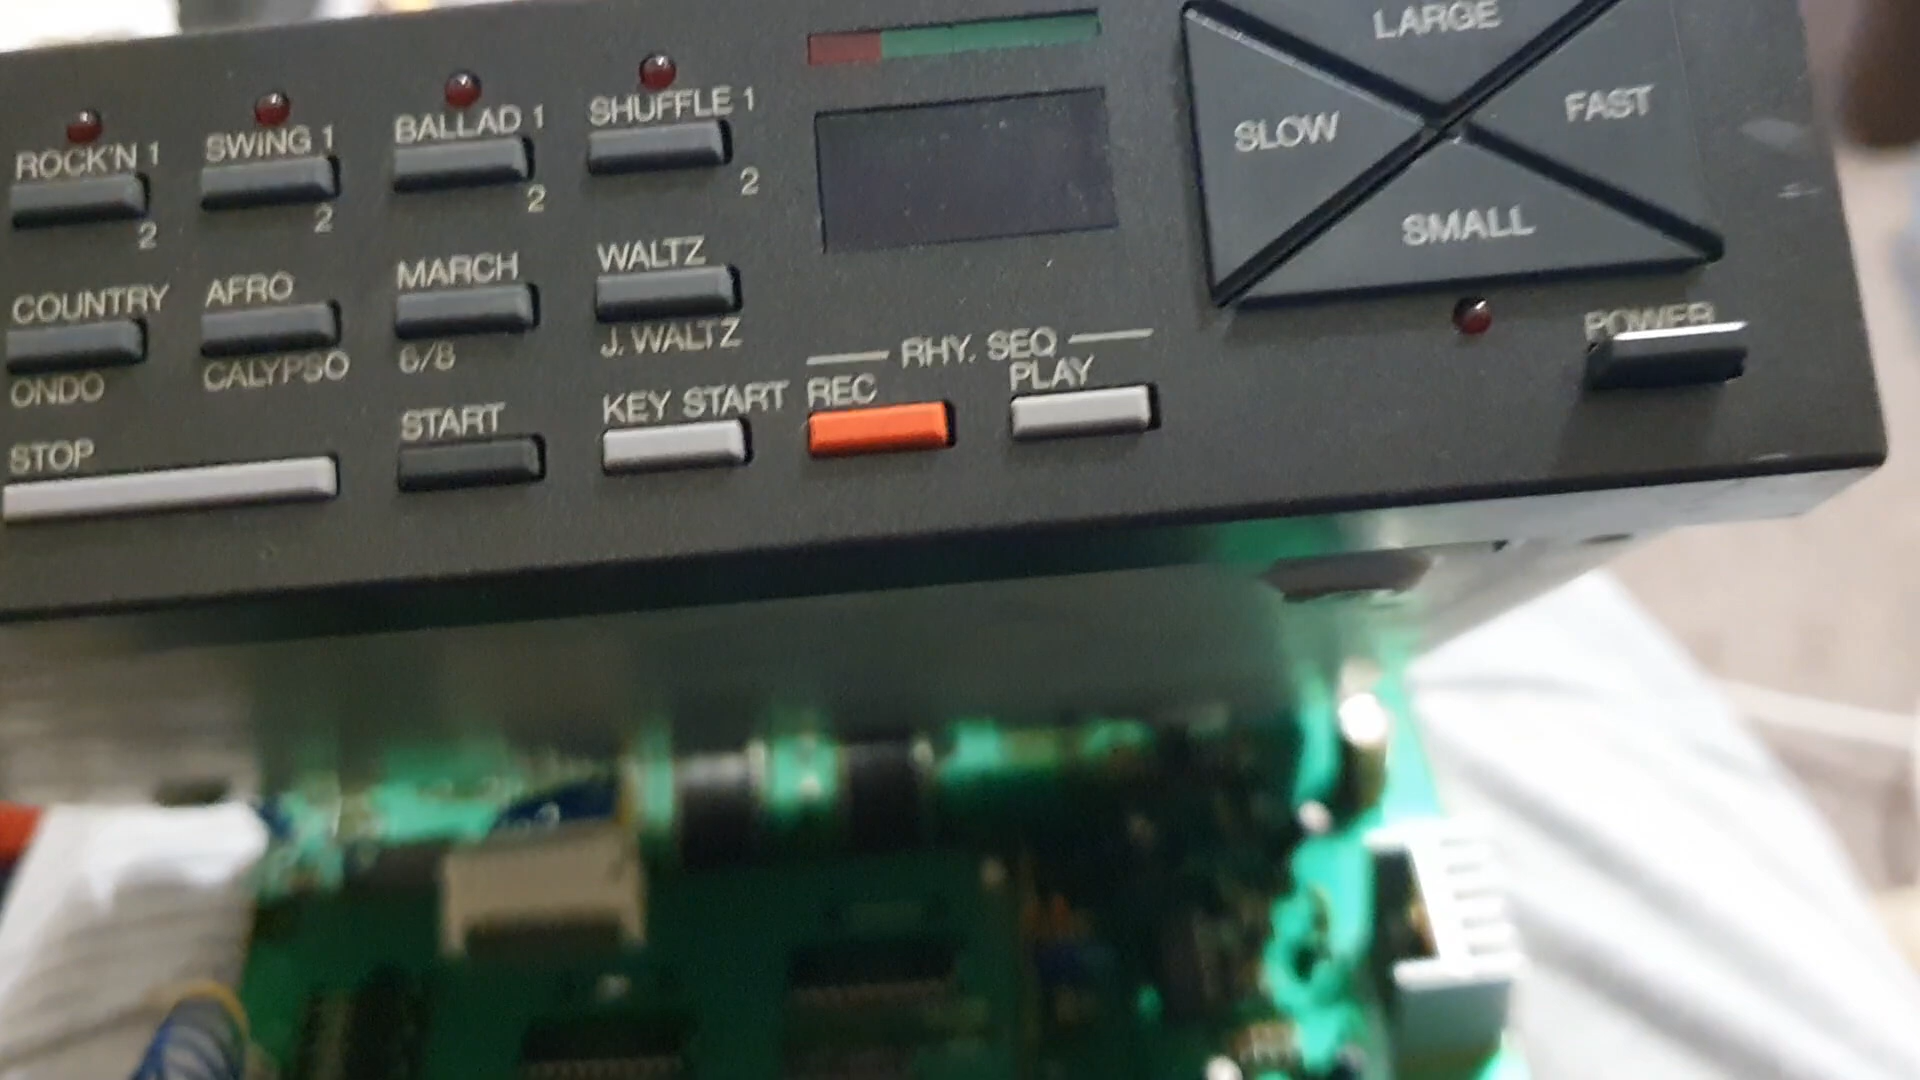 LARGE
SLOW
FAST
SMALL
ROCK'N 1
SWING 1
BALLAD 1
SHUFFLE 1
2
2
2
2
COUNTRY
AFRO
MARCH
WALTZ
ONDO
CALYPSO
6/8
J. WALTZ
RHY. SEQ
STOP
START
KEY START
REC
PLAY
POWER